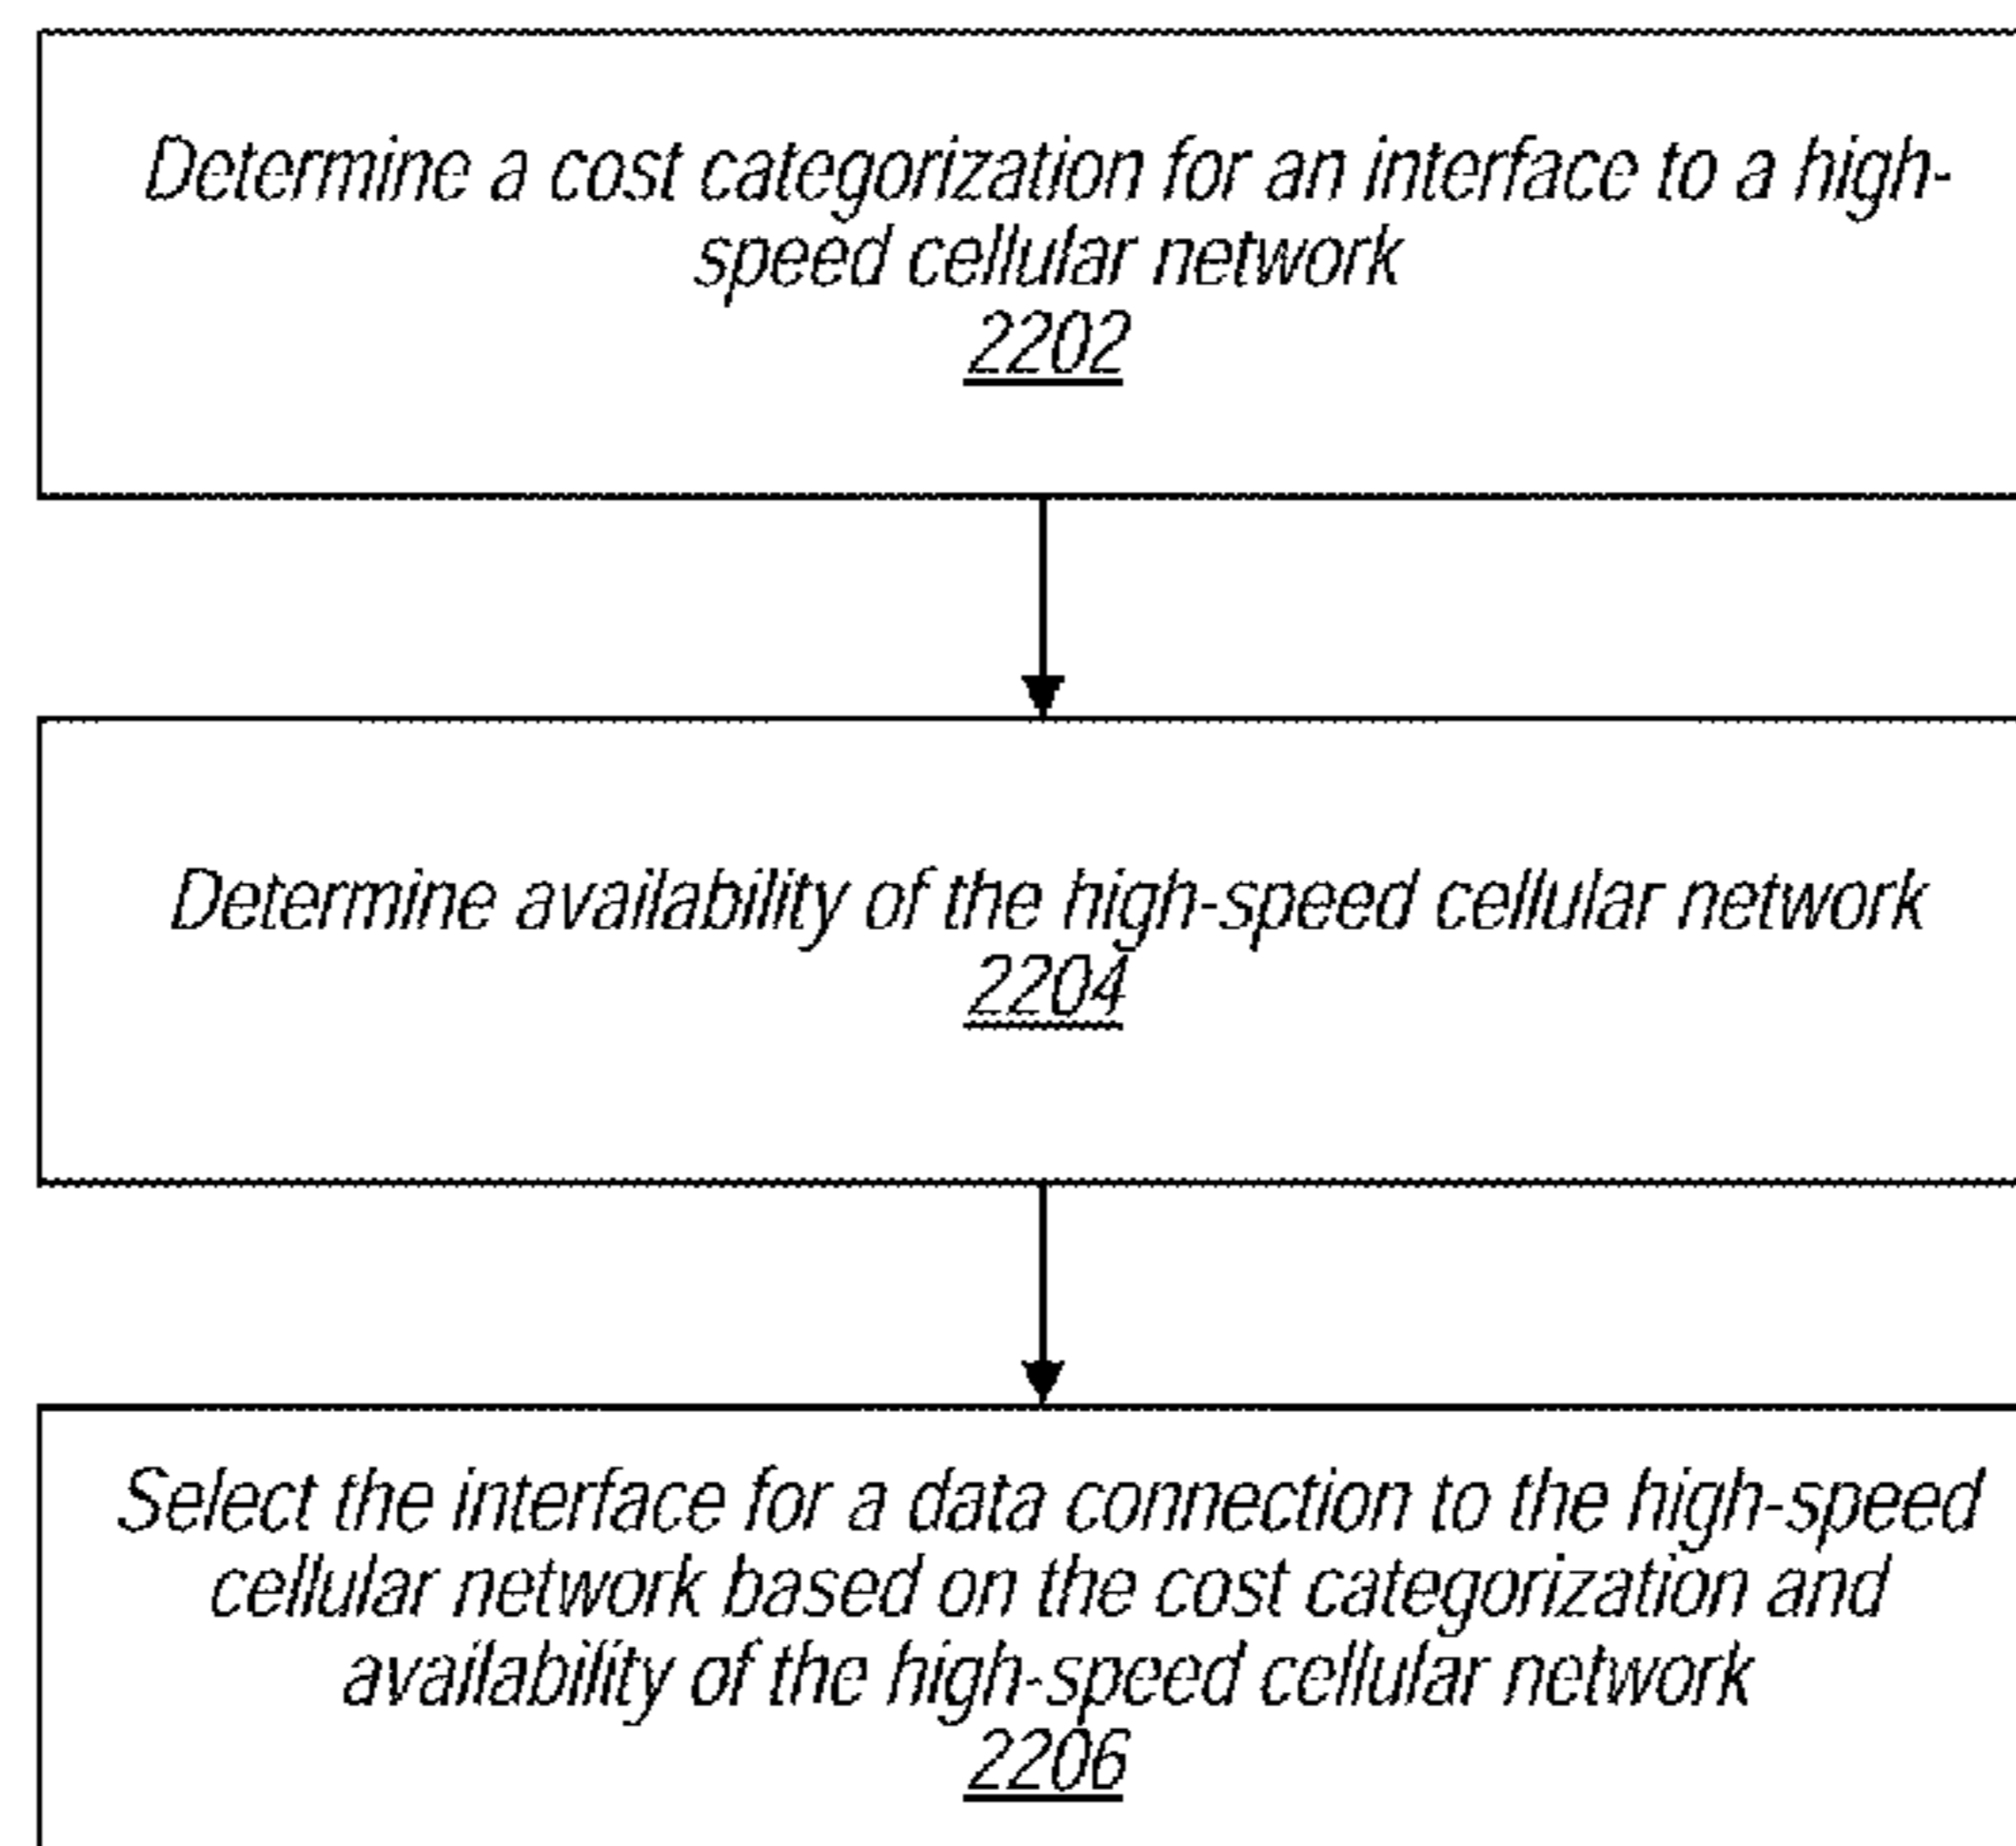 Determine a cost categorization for an interface to a high-
speed cellular network
2202
Determine availability of the high-speed cellular network
2204
Select the interface for a data connection to the high-speed
cellular network based on the cost categorization and
availability of the high-speed cellular network
2206